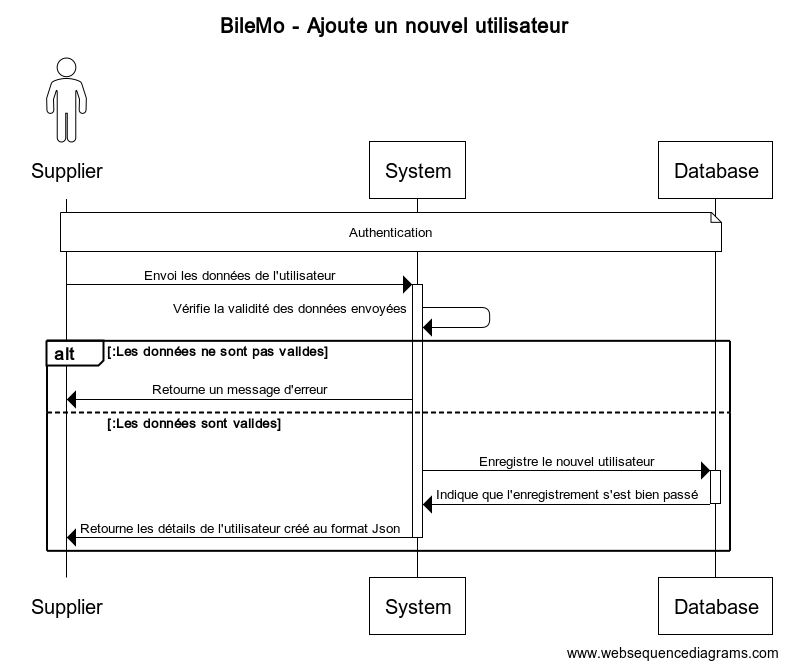 BileMo - Ajoute un nouvel utilisateur
Supplier
System
Database
Authentication
Envoi les données de l'utilisateur
Vérifie la validité des données envoyées
alt
[:Les données ne sont pas valides]
Retourne un message d'erreur
[:Les données sont valides]
Enregistre le nouvel utilisateur
Indique que l'enregistrement s'est bien passé
Retourne les détails de l'utilisateur créé au format Json
Supplier
System
Database
www.websequencediagrams.com